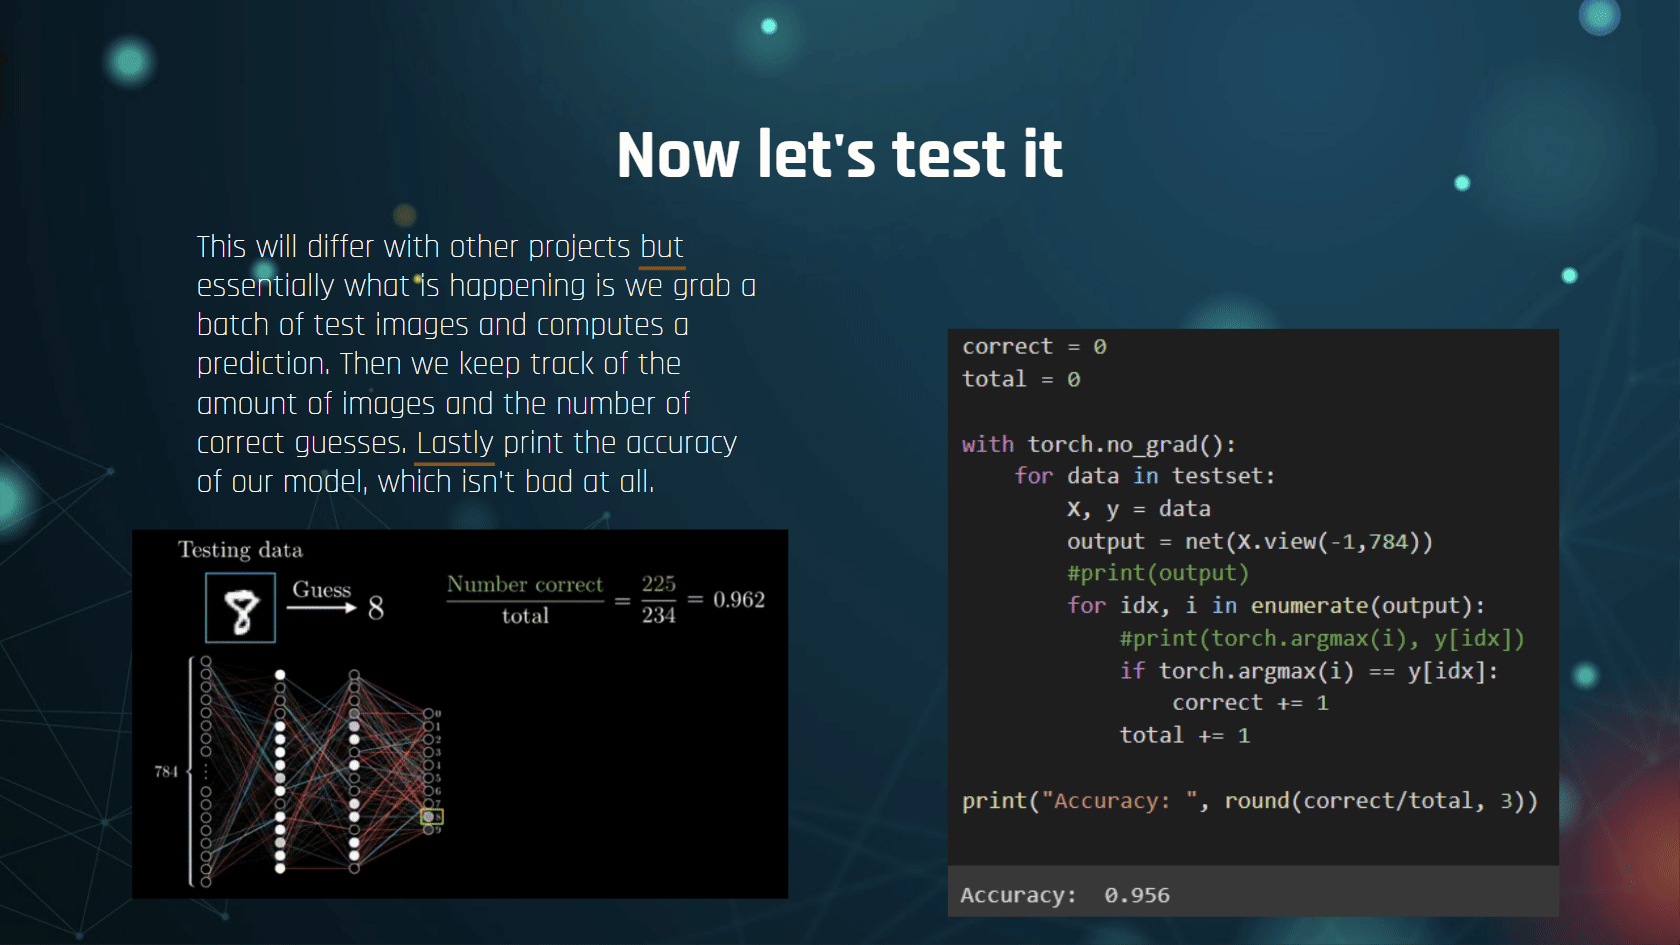 Now let's test it
This will differ with other projects but
essentially what is happening is we grab a
batch of test images and computes a
prediction. Then we keep track of the
amount of images and the number of
correct guesses. Lastly print the accuracy
of our model, which isn't bad at all.
Testing data
Guess
8
Number correct
total
=
225
234
= 0.962
784
0
1
2
3
4
5
6
7
8
9
correct = 0
total = 0
with torch.no_grad():
for data in testset:
X, y = data
output = net(X.view(-1,784))
#print(output)
for idx, i in enumerate(output):
#print(torch.argmax(i), y[idx])
if torch.argmax(i) == y[idx]:
correct += 1
total += 1
print("Accuracy: ", round(correct/total, 3))
Accuracy:  0.956